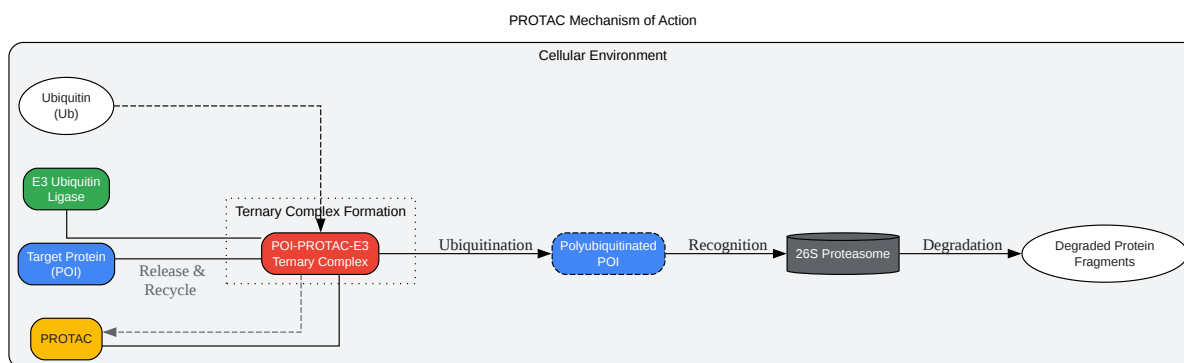 PROTAC Mechanism of Action
Cellular Environment
Ubiquitin
(Ub)
E3 Ubiquitin
Ligase
Ternary Complex Formation
Target Protein
(POI)
POI-PROTAC-E3
Ternary Complex
Ubiquitination
Polyubiquitinated
POI
Recognition
26S Proteasome
Degradation
Degraded Protein
Fragments
Release &
Recycle
PROTAC